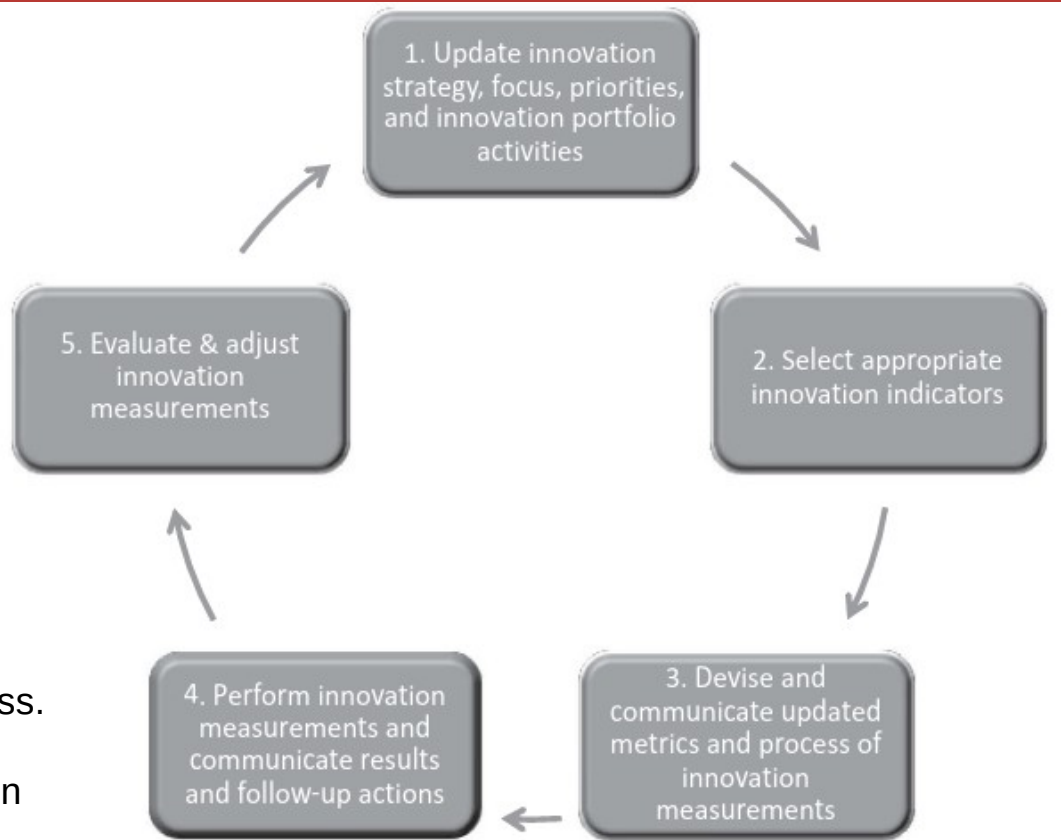 1. Update innovation
strategy, focus, priorities,
and innovation portfolio
activities
2. Select appropriate
innovation indicators
3. Devise and
communicate updated
metrics and process of
innovation
measurements
4. Perform innovation
measurements and
communicate results
and follow-up actions
5. Evaluate & adjust
innovation
measurements